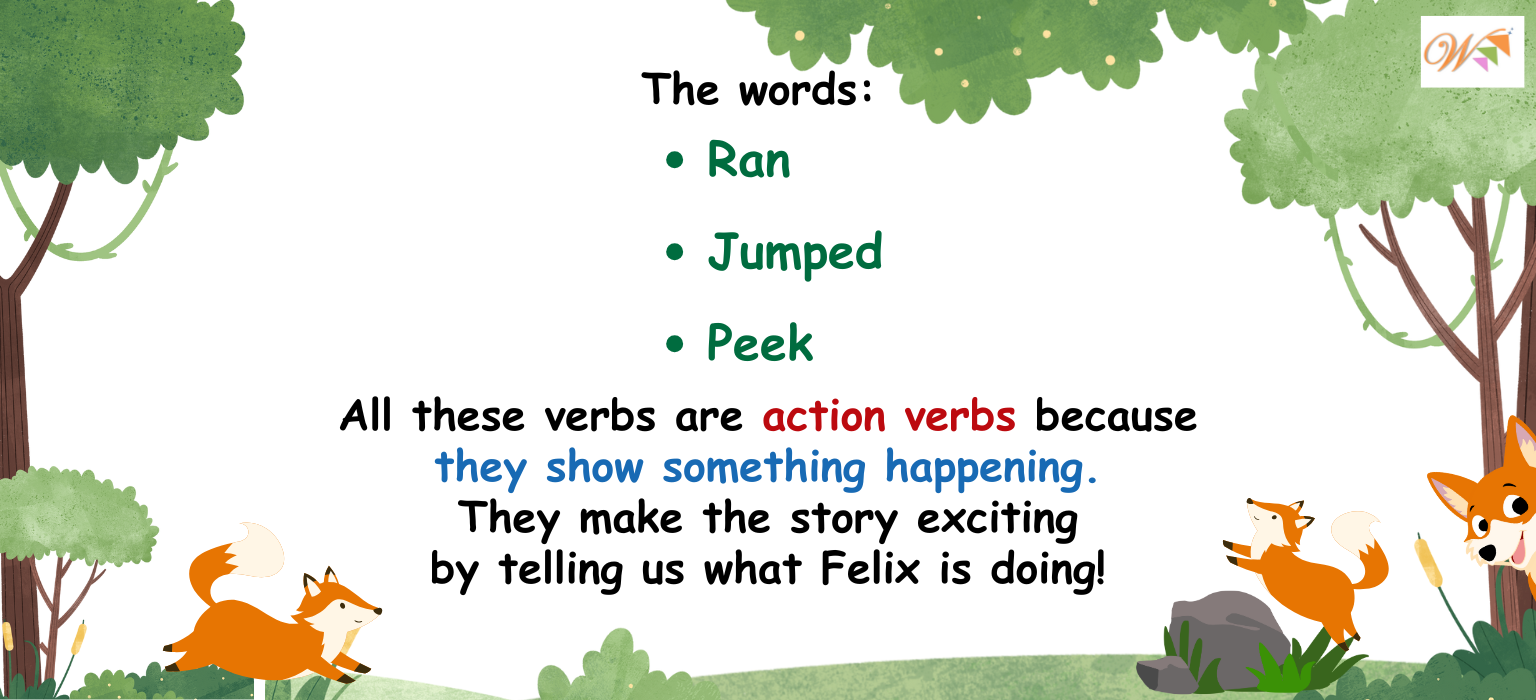 The words:
• Ran
• Jumped
• Peek
All these verbs are action verbs because
they show something happening.
They make the story exciting
by telling us what Felix is doing!
W